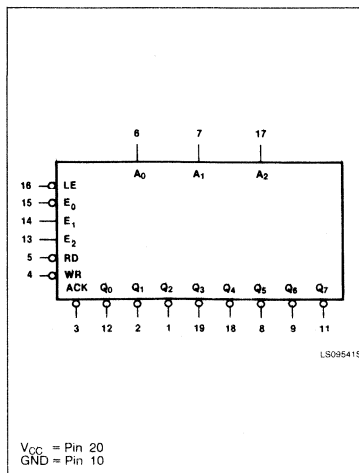 6 7 17
A₀ A₁ A₂
16 LE
15 E₀
14 E₁
13 E₂
5 RD
4 WR
ACK Q₀ Q₁ Q₂ Q₃ Q₄ Q₅ Q₆ Q₇
3 12 2 1 19 18 8 9 11
LS09541S
V_CC = Pin 20
GND = Pin 10